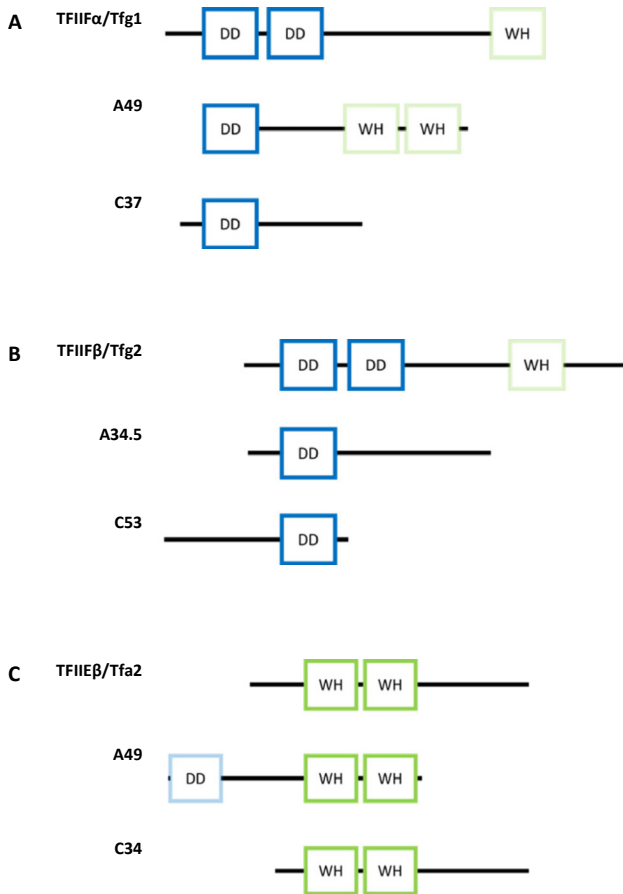 A TFIIFα/Tfg1 DD DD WH
A49 DD WH WH
C37 DD
B TFIIFβ/Tfg2 DD DD WH
A34.5 DD
C53 DD
C TFIIEβ/Tfa2 WH WH
A49 DD WH WH
C34 WH WH